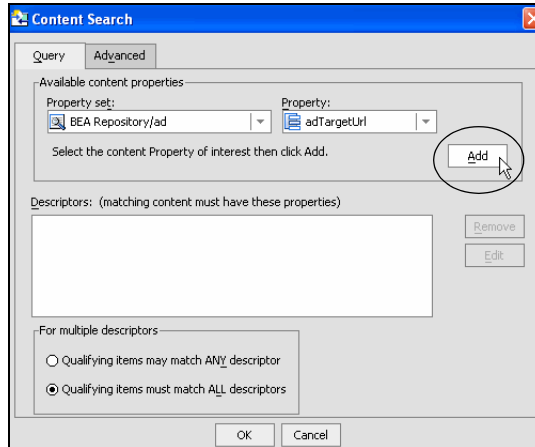 Content Search
Query Advanced
Available content properties
Property set: Property:
BEA Repository/ad adTargetUrl
Select the content Property of interest then click Add. Add
Descriptors: (matching content must have these properties)
Remove
Edit
For multiple descriptors
Qualifying items may match ANY descriptor
Qualifying items must match ALL descriptors
OK Cancel